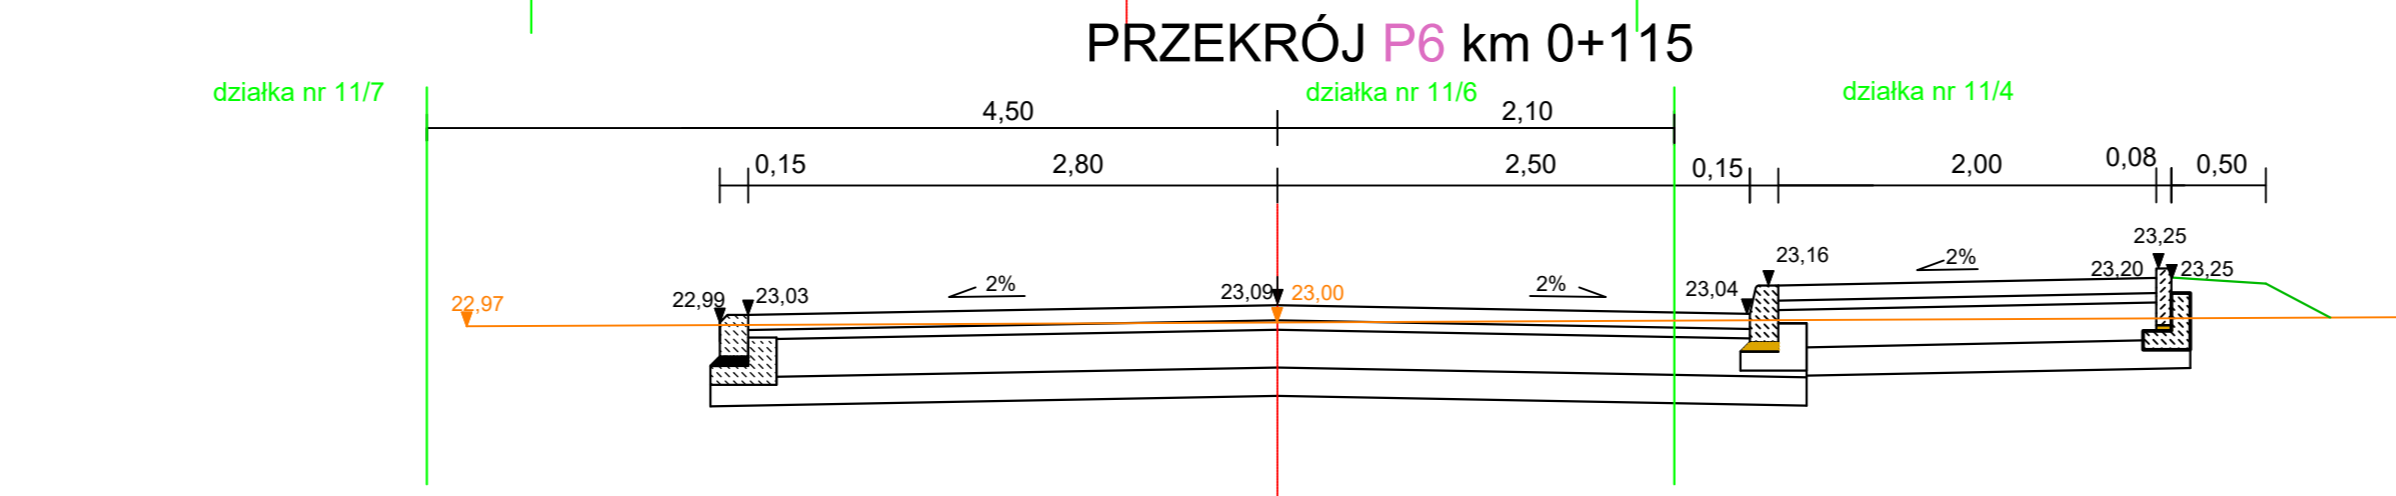 PRZEKRÓJ P6 km 0+115
działka nr 11/7 działka nr 11/6 działka nr 11/4
4,50 2,10
0,15 2,80 2,50 0,15 2,00 0,08 0,50
23,25
2% 2% 23,16 2% 23,20 23,25
22,97 22,99 23,03 23,09 23,00 23,04